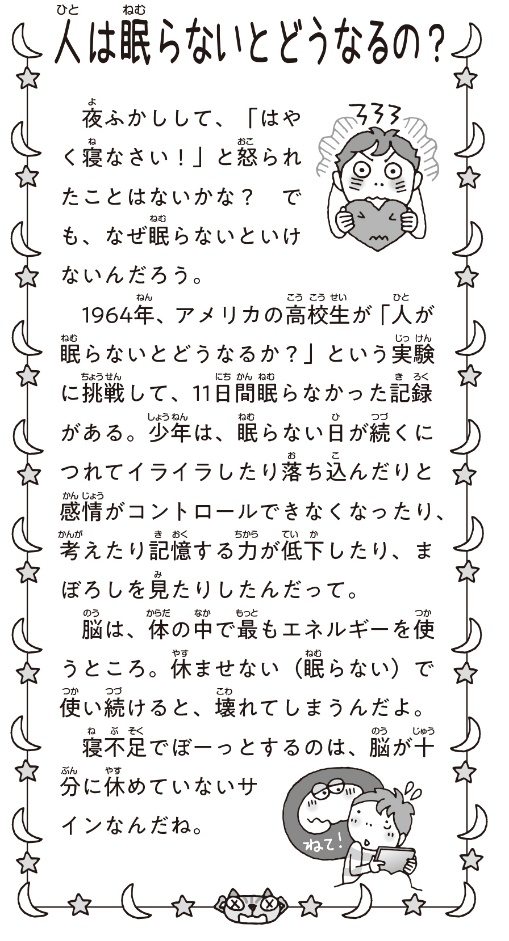 人は眠らないとどうなるの？
夜ふかしして、「はや
く寝なさい！」と怒られ
たことはないかな？　で
も、なぜ眠らないといけ
ないんだろう。
1964年、アメリカの高校生が「人が
眠らないとどうなるか？」という実験
に挑戦して、11日間眠らなかった記録
がある。少年は、眠らない日が続くに
つれてイライラしたり落ち込んだりと
感情がコントロールできなくなったり、
考えたり記憶する力が低下したり、ま
ぼろしを見たりしたんだって。
脳は、体の中で最もエネルギーを使
うところ。休ませない（眠らない）で
使い続けると、壊れてしまうんだよ。
寝不足でぼーっとするのは、脳が十
分に休めていないサ
インなんだね。
ねて！